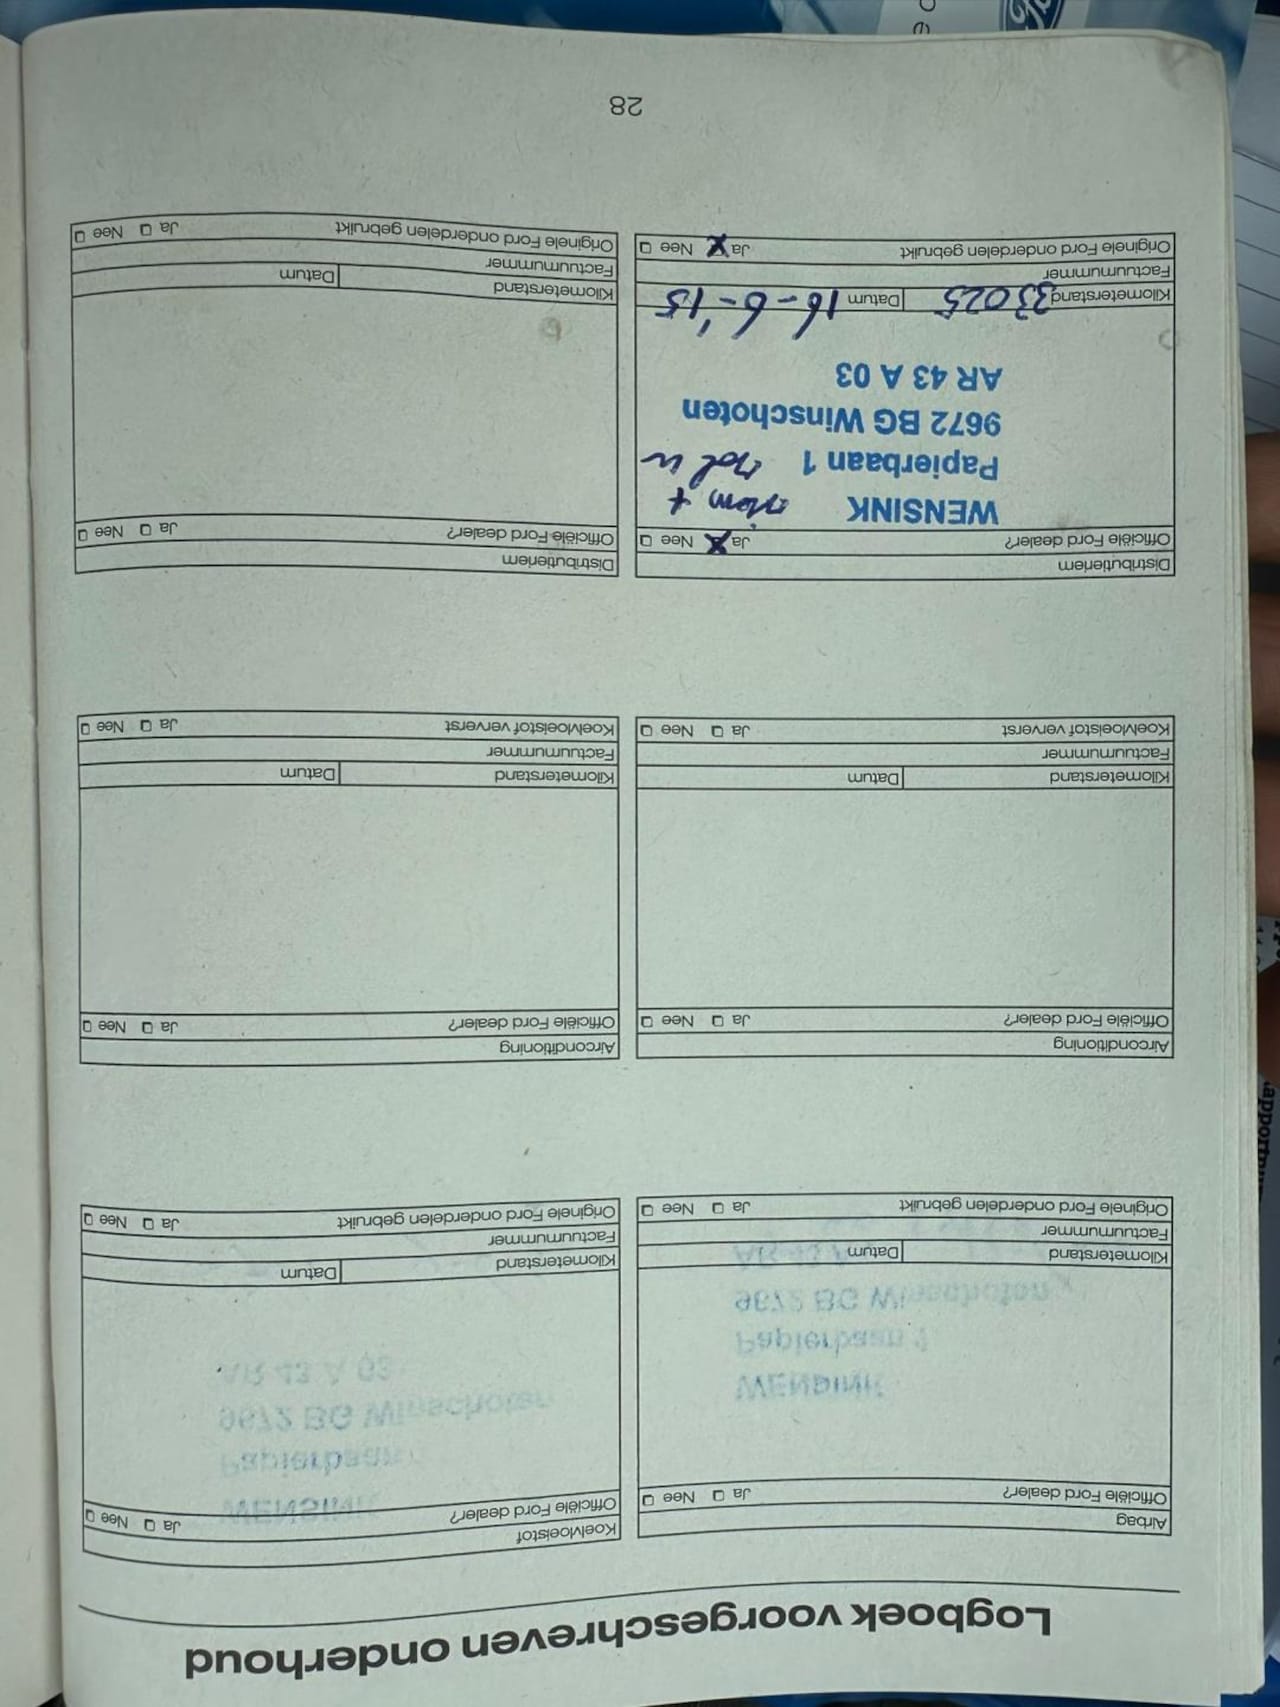 Logboek voorgeschreven onderhoud
Airbag
Officiële Ford dealer? Ja Nee
Kilometerstand Datum
Factuurnummer
Originele Ford onderdelen gebruikt Ja Nee
Koelvloeistof
Officiële Ford dealer? Ja Nee
Kilometerstand Datum
Factuurnummer
Originele Ford onderdelen gebruikt Ja Nee
Airconditioning
Officiële Ford dealer? Ja Nee
Kilometerstand Datum
Factuurnummer
Koelvloeistof ververst Ja Nee
Airconditioning
Officiële Ford dealer? Ja Nee
Kilometerstand Datum
Factuurnummer
Koelvloeistof ververst Ja Nee
Distributieriem
Officiële Ford dealer? Ja X Nee
WENSINK
Papierbaan 1
9672 BG Winschoten
AR 43 A 03
Kilometerstand 33025 Datum 16-6-'15
Factuurnummer
Originele Ford onderdelen gebruikt Ja X Nee
Distributieriem
Officiële Ford dealer? Ja Nee
Kilometerstand Datum
Factuurnummer
Originele Ford onderdelen gebruikt Ja Nee
28